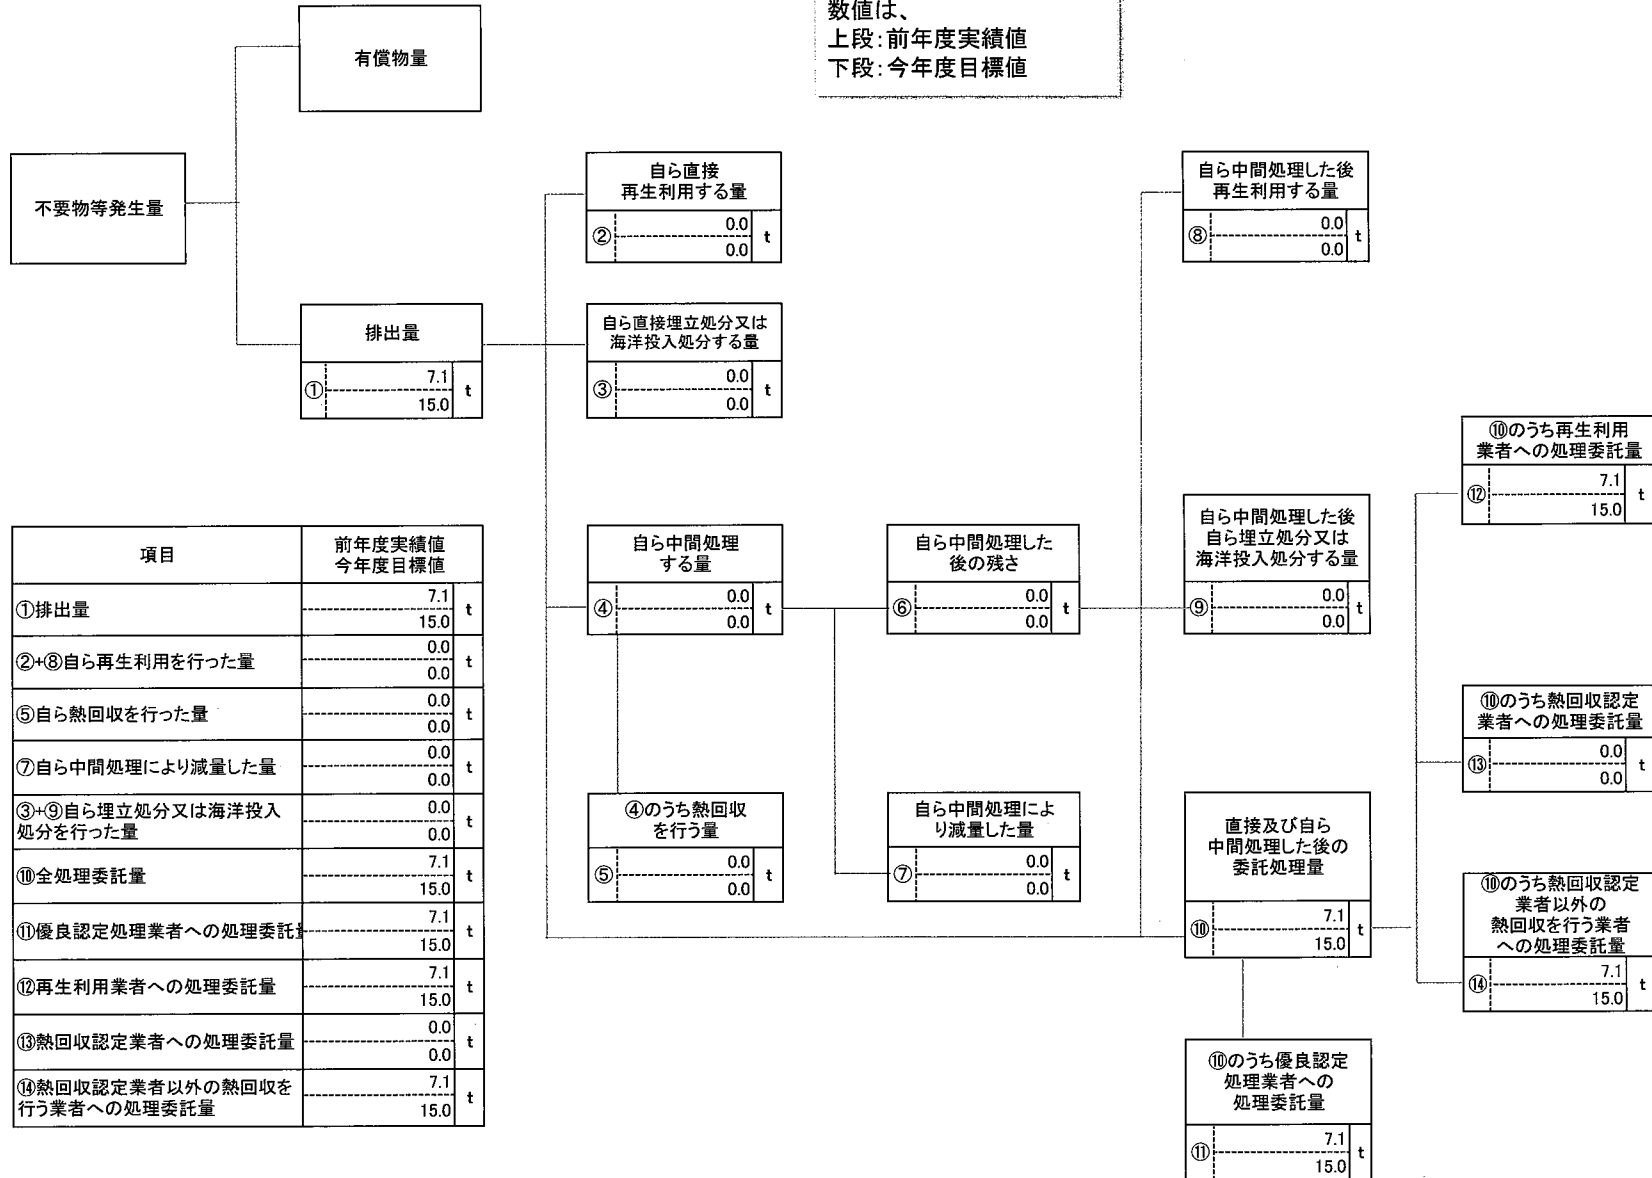 数値は、
上段：前年度実績値
下段：今年度目標値
有償物量
不要物等発生量
排出量
① 7.1 t
15.0
自ら直接
再生利用する量
② 0.0 t
0.0
自ら直接埋立処分又は
海洋投入処分する量
③ 0.0 t
0.0
自ら中間処理した後
再生利用する量
⑧ 0.0 t
0.0
自ら中間処理
する量
④ 0.0 t
0.0
自ら中間処理した
後の残さ
⑥ 0.0 t
0.0
自ら中間処理した後
自ら埋立処分又は
海洋投入処分する量
⑨ 0.0 t
0.0
④のうち熱回収
を行う量
⑤ 0.0 t
0.0
自ら中間処理によ
り減量した量
⑦ 0.0 t
0.0
直接及び自ら
中間処理した後の
委託処理量
⑩ 7.1 t
15.0
⑩のうち優良認定
処理業者への
処理委託量
⑪ 7.1 t
15.0
⑩のうち再生利用
業者への処理委託量
⑫ 7.1 t
15.0
⑩のうち熱回収認定
業者への処理委託量
⑬ 0.0 t
0.0
⑩のうち熱回収認定
業者以外の
熱回収を行う業者
への処理委託量
⑭ 7.1 t
15.0
項目 前年度実績値
今年度目標値
①排出量 7.1 t
15.0
②+⑧自ら再生利用を行った量 0.0 t
0.0
⑤自ら熱回収を行った量 0.0 t
0.0
⑦自ら中間処理により減量した量 0.0 t
0.0
③+⑨自ら埋立処分又は海洋投入
処分を行った量 0.0 t
0.0
⑩全処理委託量 7.1 t
15.0
⑪優良認定処理業者への処理委託 7.1 t
15.0
⑫再生利用業者への処理委託量 7.1 t
15.0
⑬熱回収認定業者への処理委託量 0.0 t
0.0
⑭熱回収認定業者以外の熱回収を
行う業者への処理委託量 7.1 t
15.0